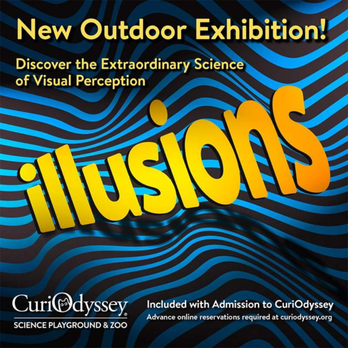 New Outdoor Exhibition!
Discover the Extraordinary Science
of Visual Perception
illusions
CuriOdyssey
SCIENCE PLAYGROUND & ZOO
Included with Admission to CuriOdyssey
Advance online reservations required at curiodyssey.org